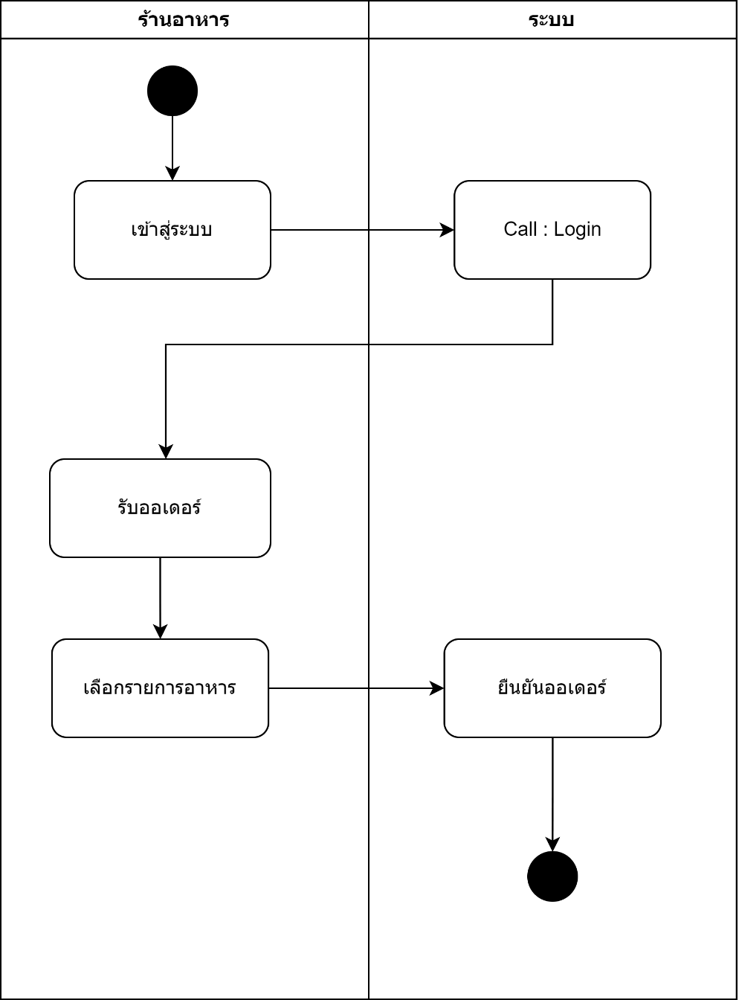 ร้านอาหาร
ระบบ
เข้าสู่ระบบ
Call : Login
รับออเดอร์
เลือกรายการอาหาร
ยืนยันออเดอร์